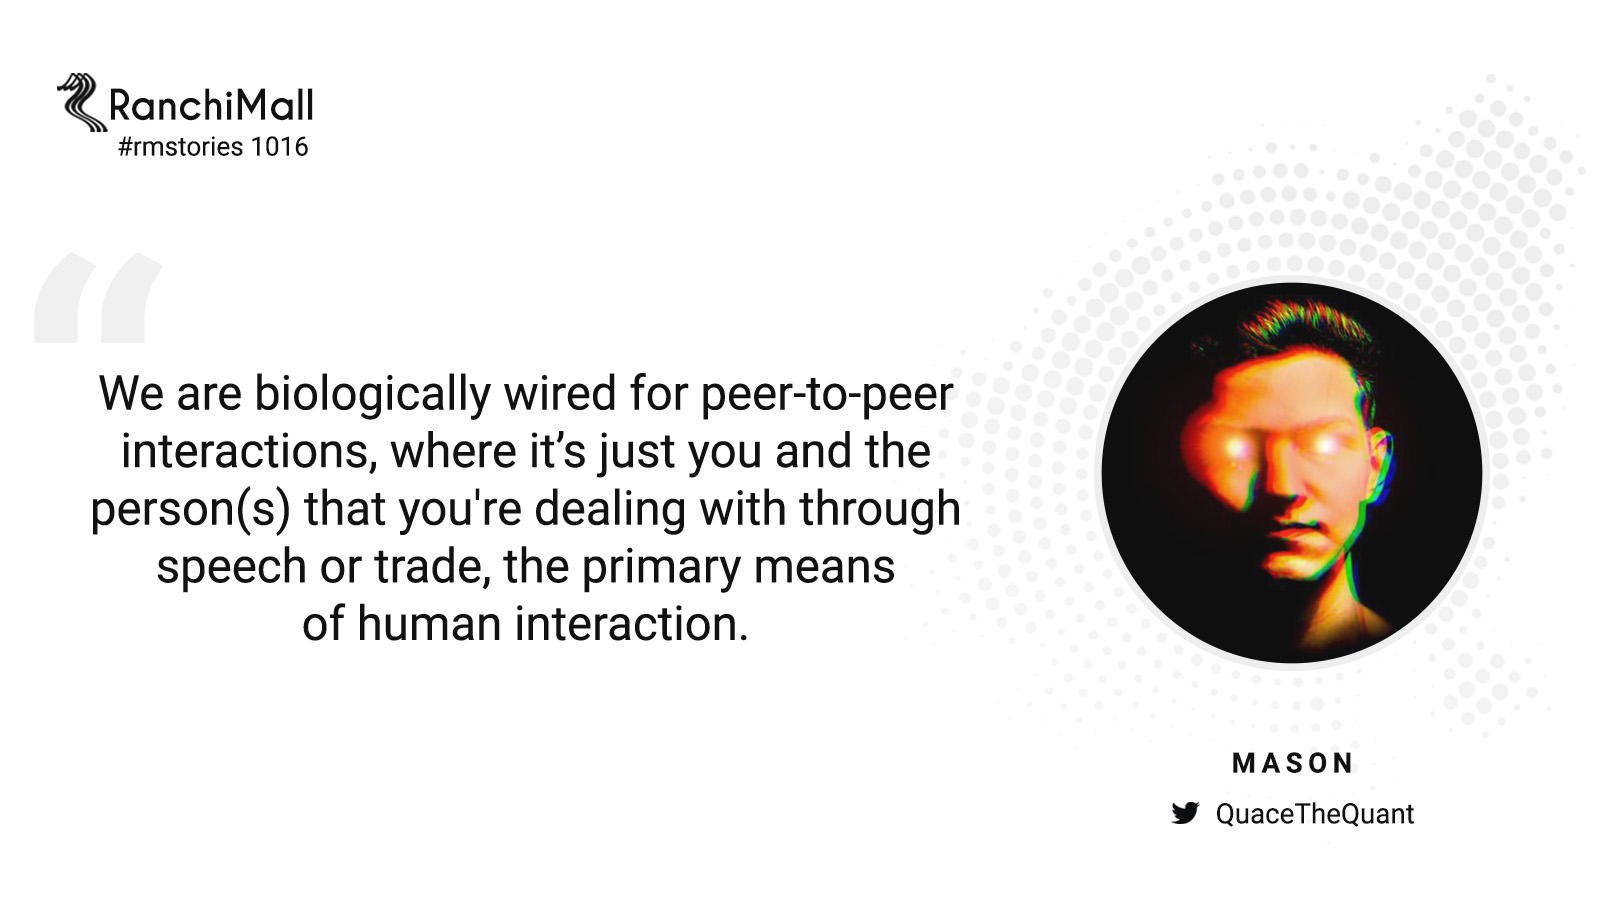 RanchiMall
#rmstories 1016
“
We are biologically wired for peer-to-peer
interactions, where it’s just you and the
person(s) that you're dealing with through
speech or trade, the primary means
of human interaction.
MASON
QuaceTheQuant